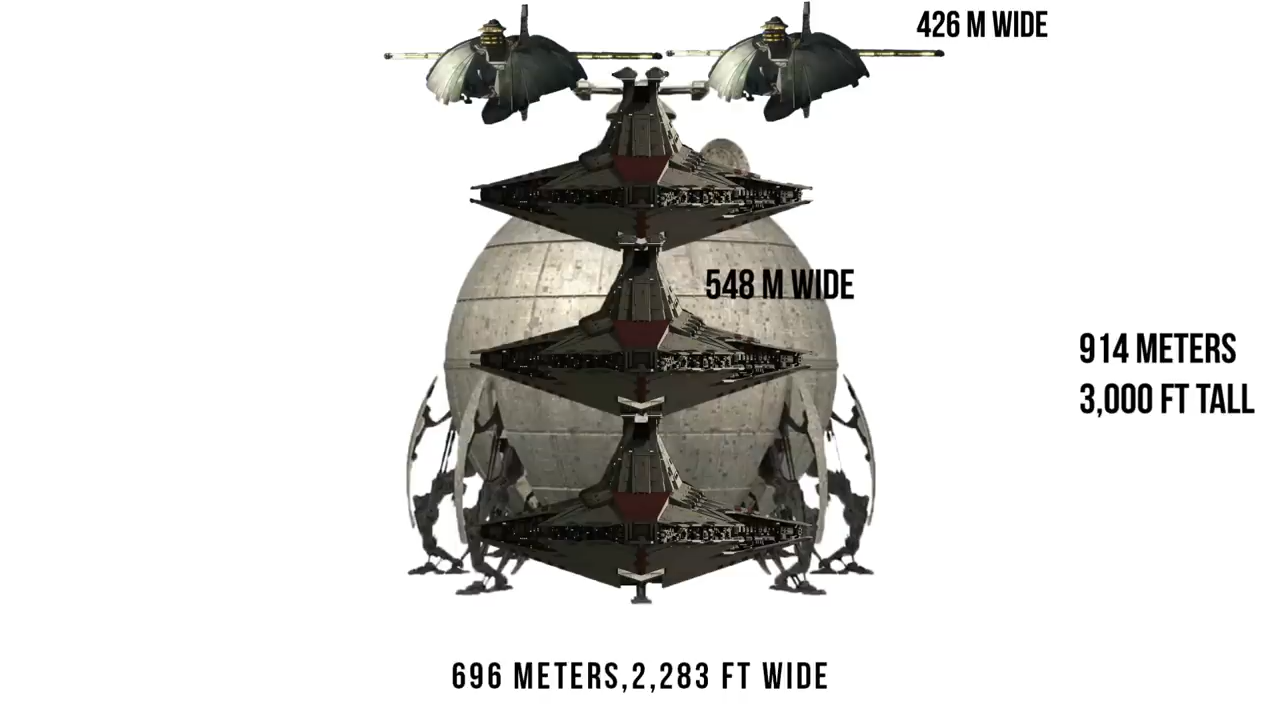 426 M WIDE
548 M WIDE
914 METERS
3,000 FT TALL
696 METERS,2,283 FT WIDE